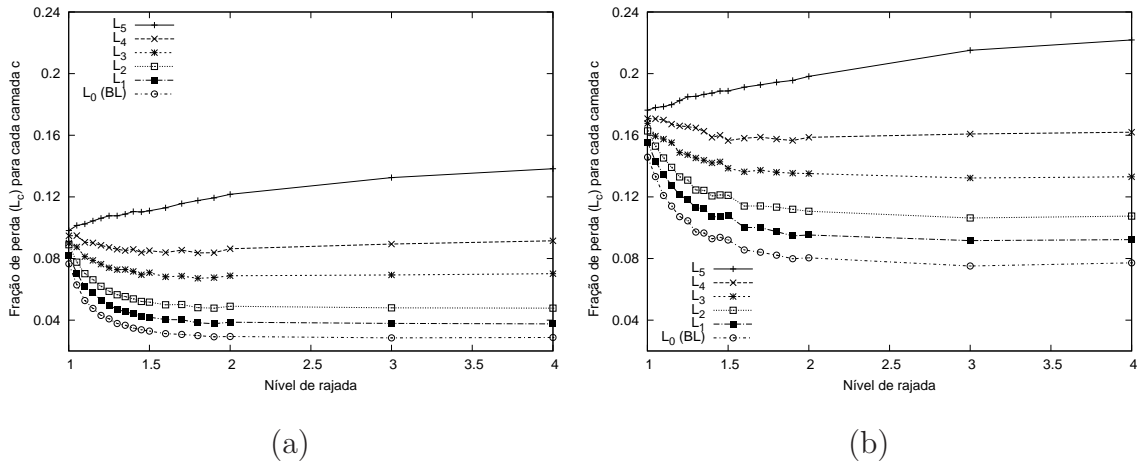 Fração de perda (L_c) para cada camada c
0.24
0.2
0.16
0.12
0.08
0.04
L_5
L_4
L_3
L_2
L_1
L_0 (BL)
1 1.5 2 2.5 3 3.5 4
Nível de rajada
(a)
Fração de perda (L_c) para cada camada c
0.24
0.2
0.16
0.12
0.08
0.04
L_5
L_4
L_3
L_2
L_1
L_0 (BL)
1 1.5 2 2.5 3 3.5 4
Nível de rajada
(b)